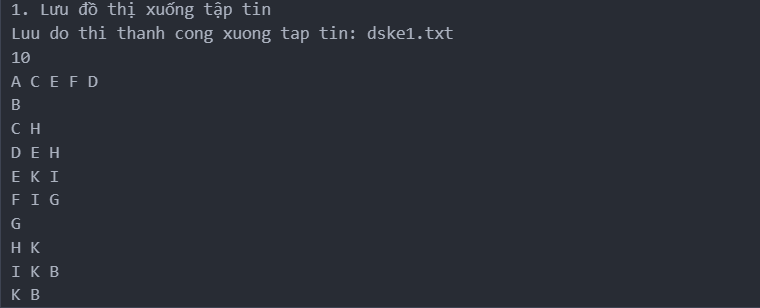 1. Lưu đồ thị xuống tập tin
Luu do thi thanh cong xuong tap tin: dske1.txt
10
A C E F D
B
C H
D E H
E K I
F I G
G
H K
I K B
K B